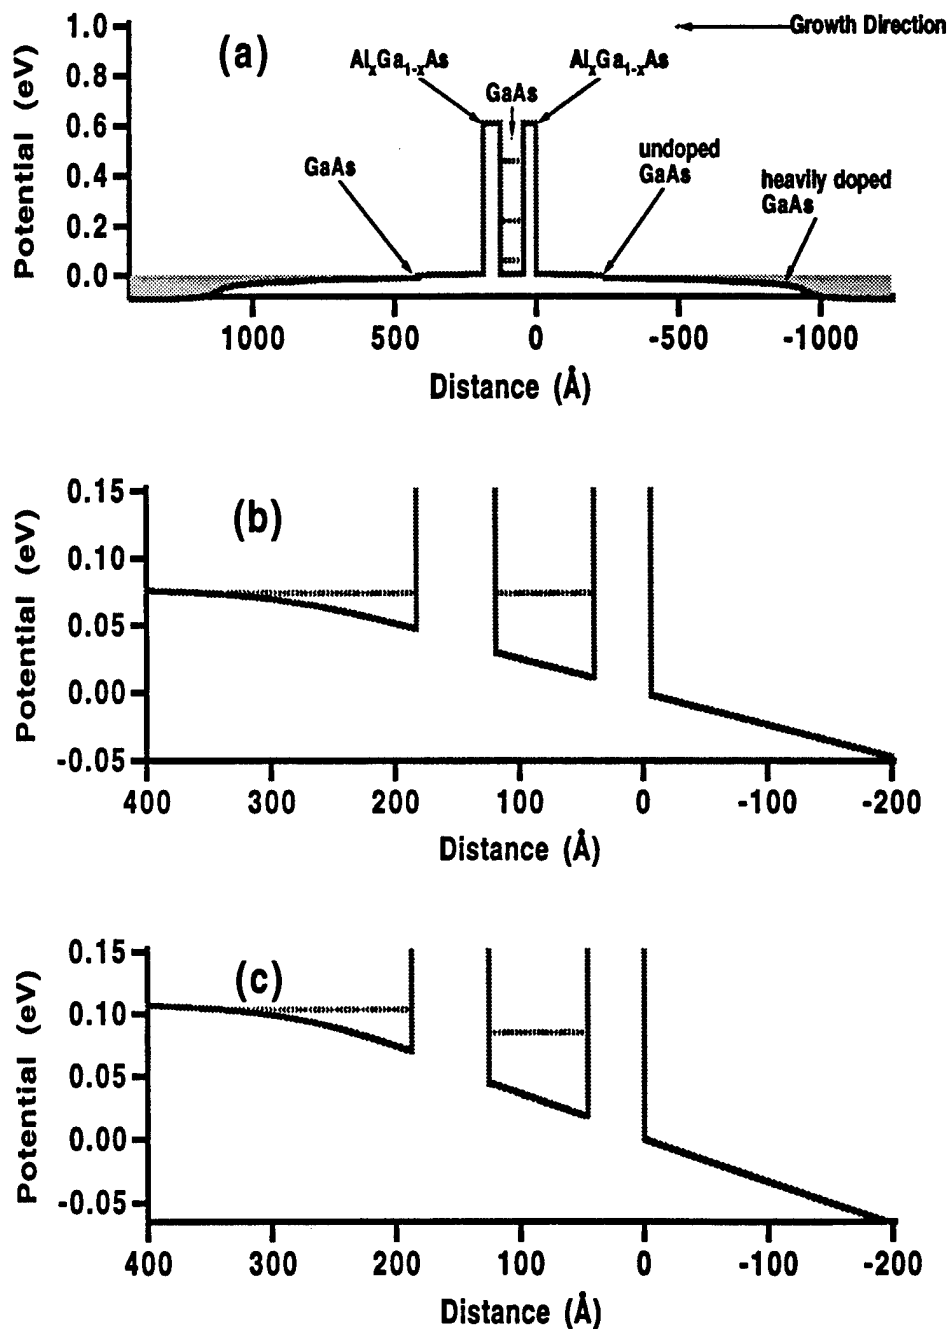 1.0
(a)
Growth Direction
AlₓGa₁₋ₓAs
AlₓGa₁₋ₓAs
0.8
GaAs
0.6
GaAs
undoped
GaAs
heavily doped
GaAs
0.4
0.2
0.0
Potential (eV)
1000 500 0 -500 -1000
Distance (Å)
0.15
(b)
0.10
0.05
0.00
-0.05
Potential (eV)
400 300 200 100 0 -100 -200
Distance (Å)
0.15
(c)
0.10
0.05
0.00
-0.05
Potential (eV)
400 300 200 100 0 -100 -200
Distance (Å)